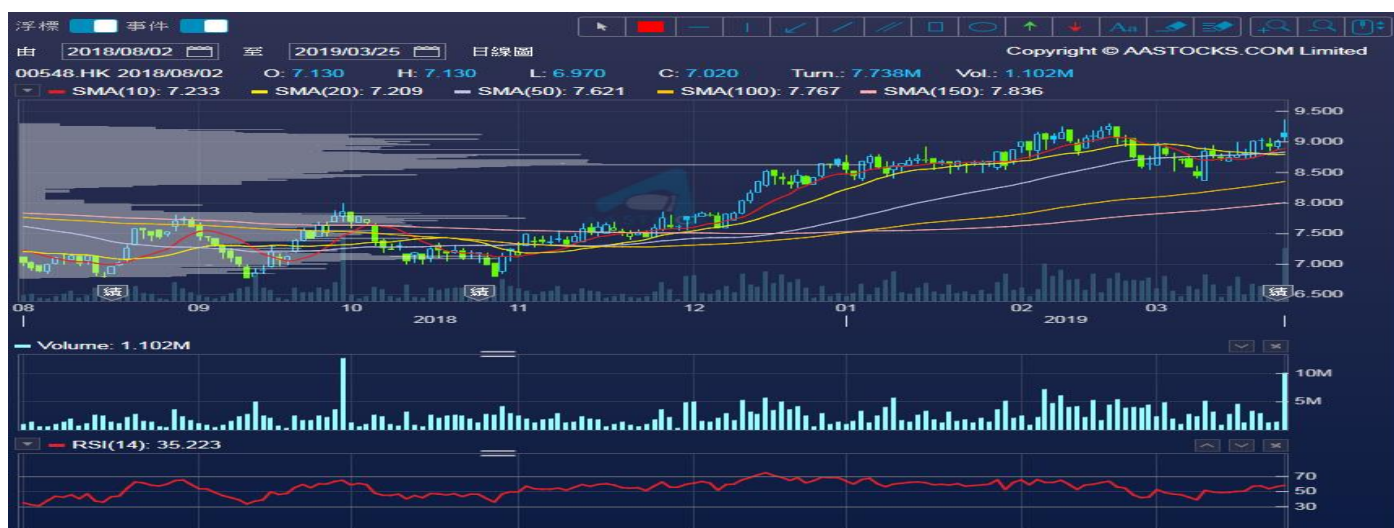 浮標 事件 Aa
由 2018/08/02 至 2019/03/25 日線圖 Copyright © AASTOCKS.COM Limited
00548.HK 2018/08/02 O: 7.130 H: 7.130 L: 6.970 C: 7.020 Turn.: 7.738M Vol.: 1.102M
SMA(10): 7.233 SMA(20): 7.209 SMA(50): 7.621 SMA(100): 7.767 SMA(150): 7.836
9.500
9.000
8.500
8.000
7.500
7.000
績 績 績 6.500
08 09 10 11 12 01 02 03
2018 2019
Volume: 1.102M
10M
5M
RSI(14): 35.223
70
50
30